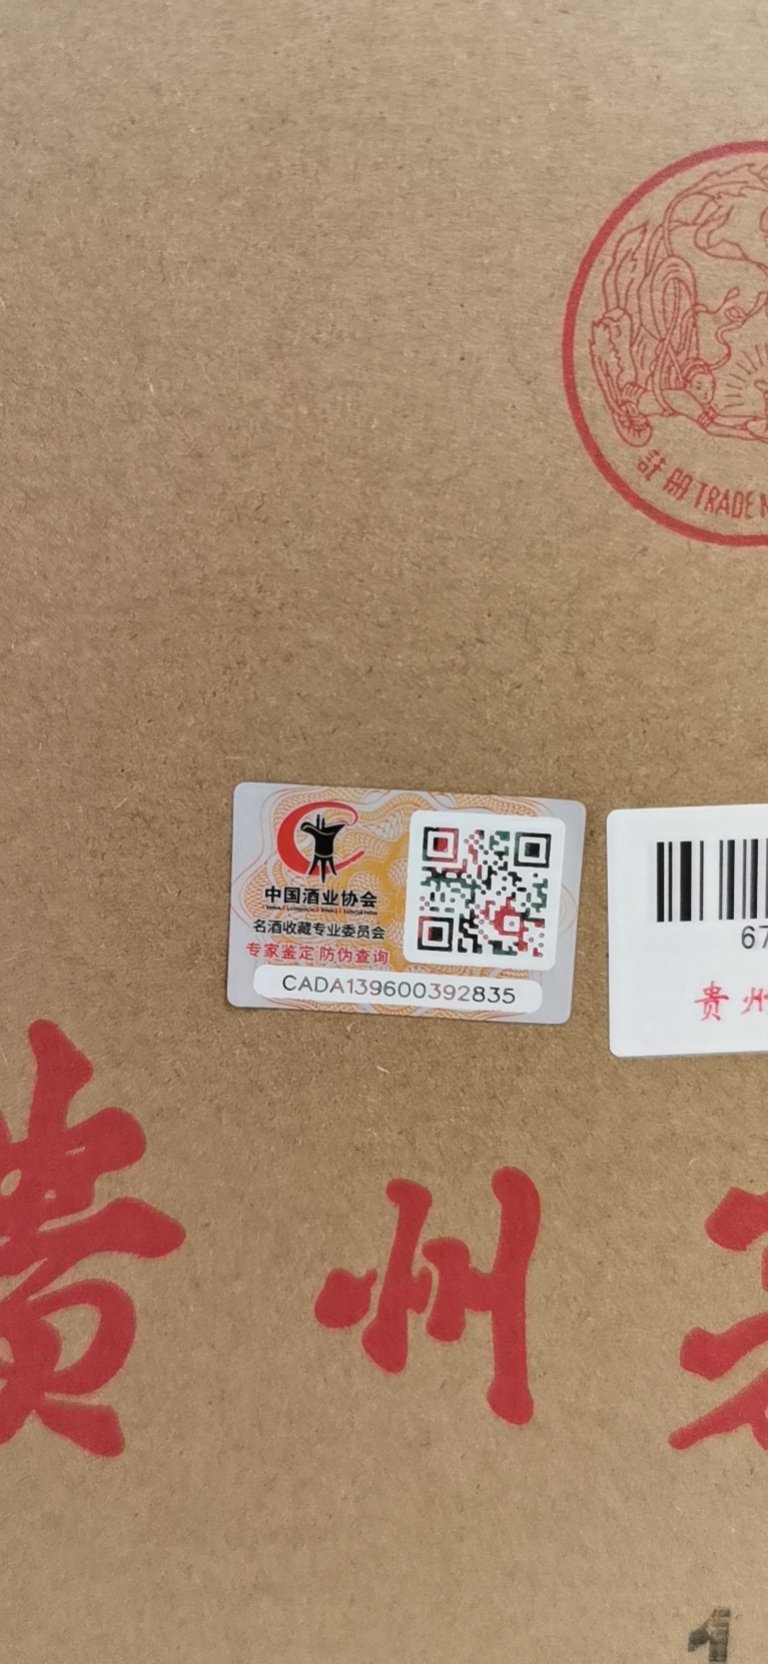 註册 TRADE
中国酒业协会
名酒收藏专业委员会
专家鉴定 防伪查询
CADA139600392835
67
贵 州
贵 州